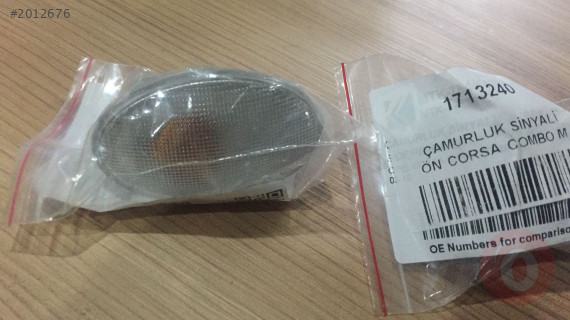 #2012676
1713240
ÇAMURLUK SİNYALİ
ÖN CORSA COMBO M
OE Numbers for compariso